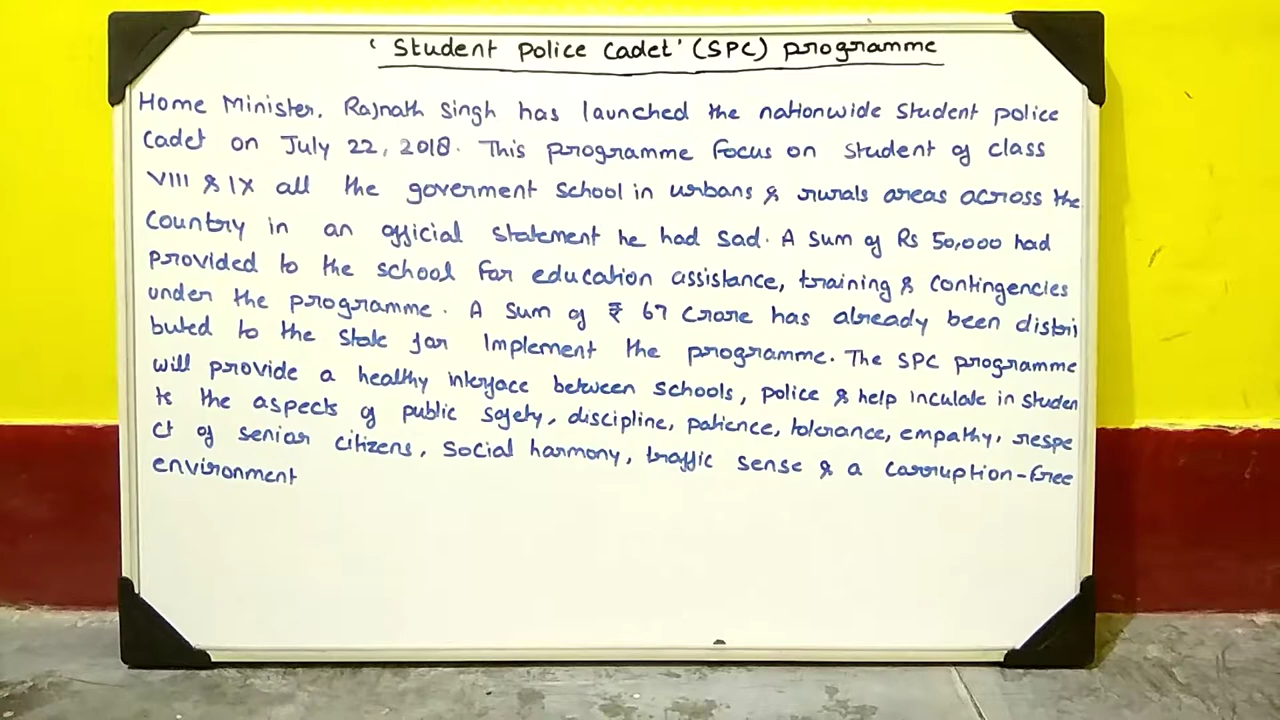 ‘Student police cadet’ (SPC) programme
Home Minister. Rajnath Singh has launched the nationwide student police
cadet on July 22, 2018. This programme focus on student of class
VIII & IX all the goverment school in urbans & rurals areas across the
country in an official statement he had sad. A sum of Rs 50,000 had
provided to the school for education assistance, training & contingencies
under the programme. A sum of ₹ 67 crore has already been distri
buted to the state for implement the programme. The SPC programme
will provide a healthy interface between schools, police & help inculate in studen
ts the aspects of public safety, discipline, patience, tolerance, empathy, respe
ct of senior citizens, social harmony, traffic sense & a corruption-free
environment